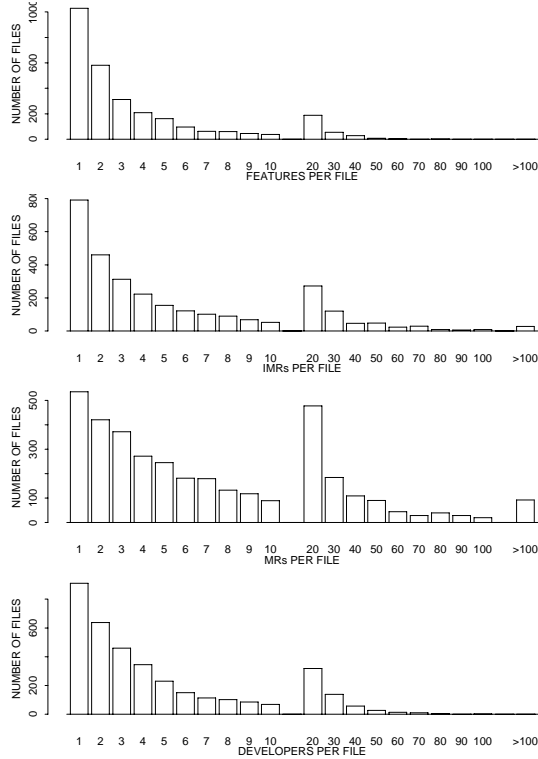 NUMBER OF FILES
0 200 600 1000
1 2 3 4 5 6 7 8 9 10 20 30 40 50 60 70 80 90 100 >100
FEATURES PER FILE
NUMBER OF FILES
0 200 400 600 800
1 2 3 4 5 6 7 8 9 10 20 30 40 50 60 70 80 90 100 >100
IMRs PER FILE
NUMBER OF FILES
0 100 300 500
1 2 3 4 5 6 7 8 9 10 20 30 40 50 60 70 80 90 100 >100
MRs PER FILE
NUMBER OF FILES
0 200 600
1 2 3 4 5 6 7 8 9 10 20 30 40 50 60 70 80 90 100 >100
DEVELOPERS PER FILE